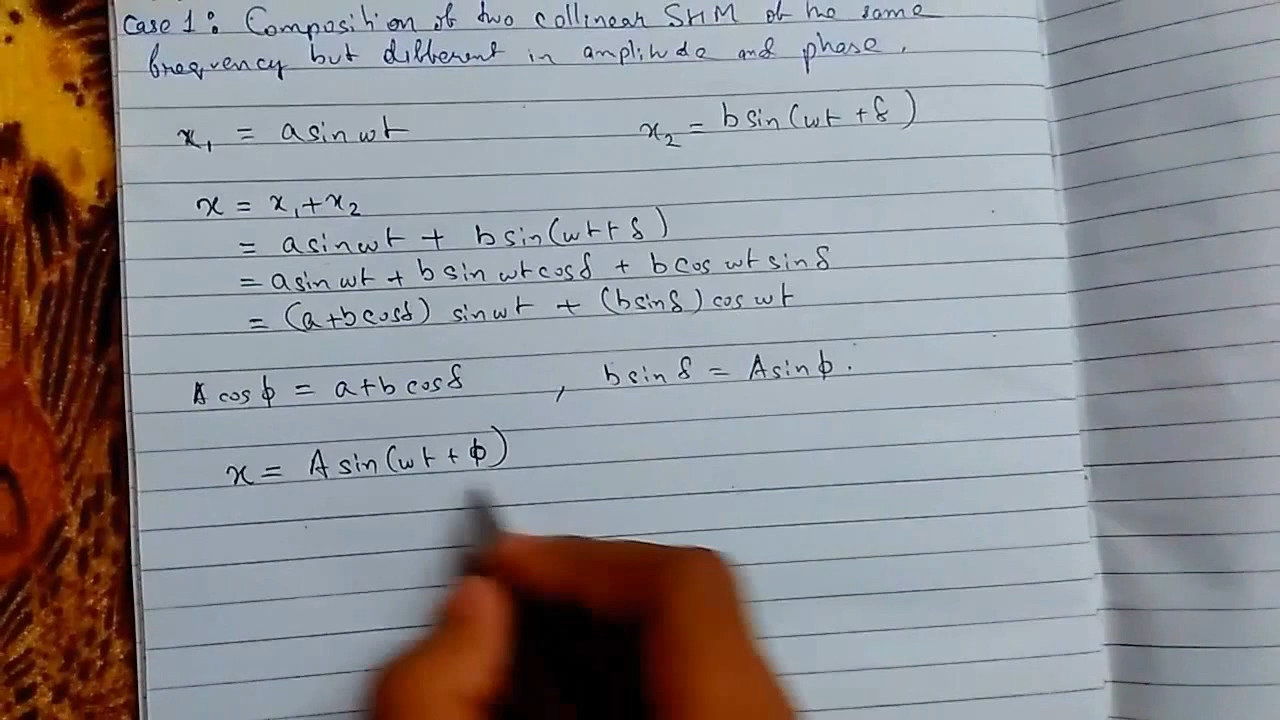 Case 1: Composition of two collinear SHM of the same
frequency but different in amplitude and phase.
x₁ = a sin ωt x₂ = b sin(ωt + δ)
x = x₁ + x₂
= a sin ωt + b sin(ωt + δ)
= a sin ωt + b sin ωt cos δ + b cos ωt sin δ
= (a + b cos δ) sin ωt + (b sin δ) cos ωt
A cos ϕ = a + b cos δ , b sin δ = A sin ϕ.
x = A sin(ωt + ϕ)